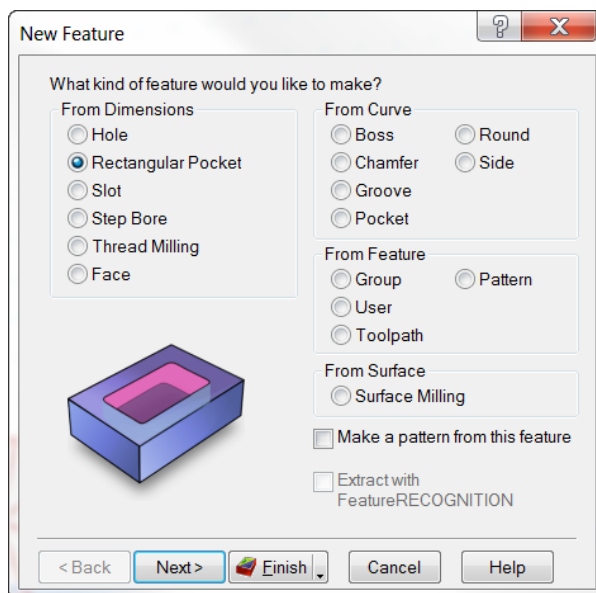 New Feature
What kind of feature would you like to make?
From Dimensions
Hole
Rectangular Pocket
Slot
Step Bore
Thread Milling
Face
From Curve
Boss
Round
Chamfer
Side
Groove
Pocket
From Feature
Group
Pattern
User
Toolpath
From Surface
Surface Milling
Make a pattern from this feature
Extract with
FeatureRECOGNITION
< Back
Next >
Finish
Cancel
Help